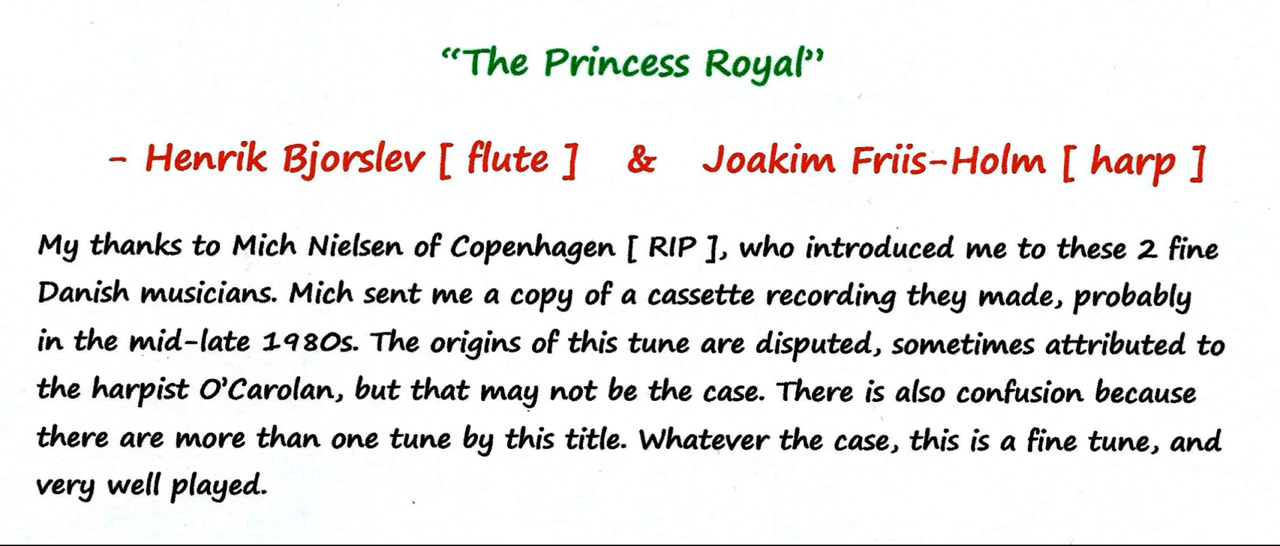 “The Princess Royal”
- Henrik Bjorslev [ flute ] & Joakim Friis-Holm [ harp ]
My thanks to Mich Nielsen of Copenhagen [ RIP ], who introduced me to these 2 fine
Danish musicians. Mich sent me a copy of a cassette recording they made, probably
in the mid-late 1980s. The origins of this tune are disputed, sometimes attributed to
the harpist O’Carolan, but that may not be the case. There is also confusion because
there are more than one tune by this title. Whatever the case, this is a fine tune, and
very well played.